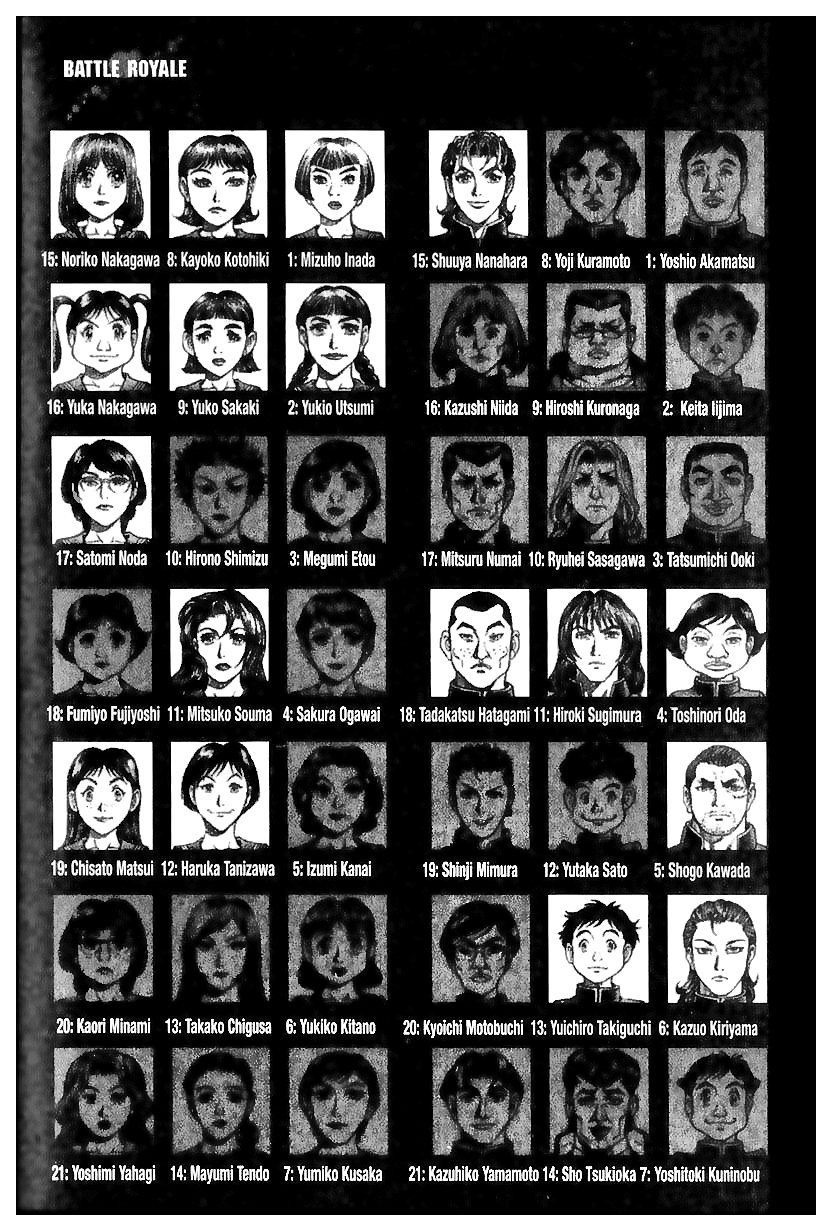 BATTLE ROYALE
15: Noriko Nakagawa 8: Kayoko Kotohiki 1: Mizuho Inada 15: Shuuya Nanahara 8: Yoji Kuramoto 1: Yoshio Akamatsu
16: Yuka Nakagawa 9: Yuko Sakaki 2: Yukio Utsumi 16: Kazushi Niida 9: Hiroshi Kuronaga 2: Keita Iijima
17: Satomi Noda 10: Hirono Shimizu 3: Megumi Etou 17: Mitsuru Numai 10: Ryuhei Sasagawa 3: Tatsumichi Ooki
18: Fumiyo Fujiyoshi 11: Mitsuko Souma 4: Sakura Ogawai 18: Tadakatsu Hatagami 11: Hiroki Sugimura 4: Toshinori Oda
19: Chisato Matsui 12: Haruka Tanizawa 5: Izumi Kanai 19: Shinji Mimura 12: Yutaka Sato 5: Shogo Kawada
20: Kaori Minami 13: Takako Chigusa 6: Yukiko Kitano 20: Kyoichi Motobuchi 13: Yuichiro Takiguchi 6: Kazuo Kiriyama
21: Yoshimi Yahagi 14: Mayumi Tendo 7: Yumiko Kusaka 21: Kazuhiko Yamamoto 14: Sho Tsukioka 7: Yoshitoki Kuninobu